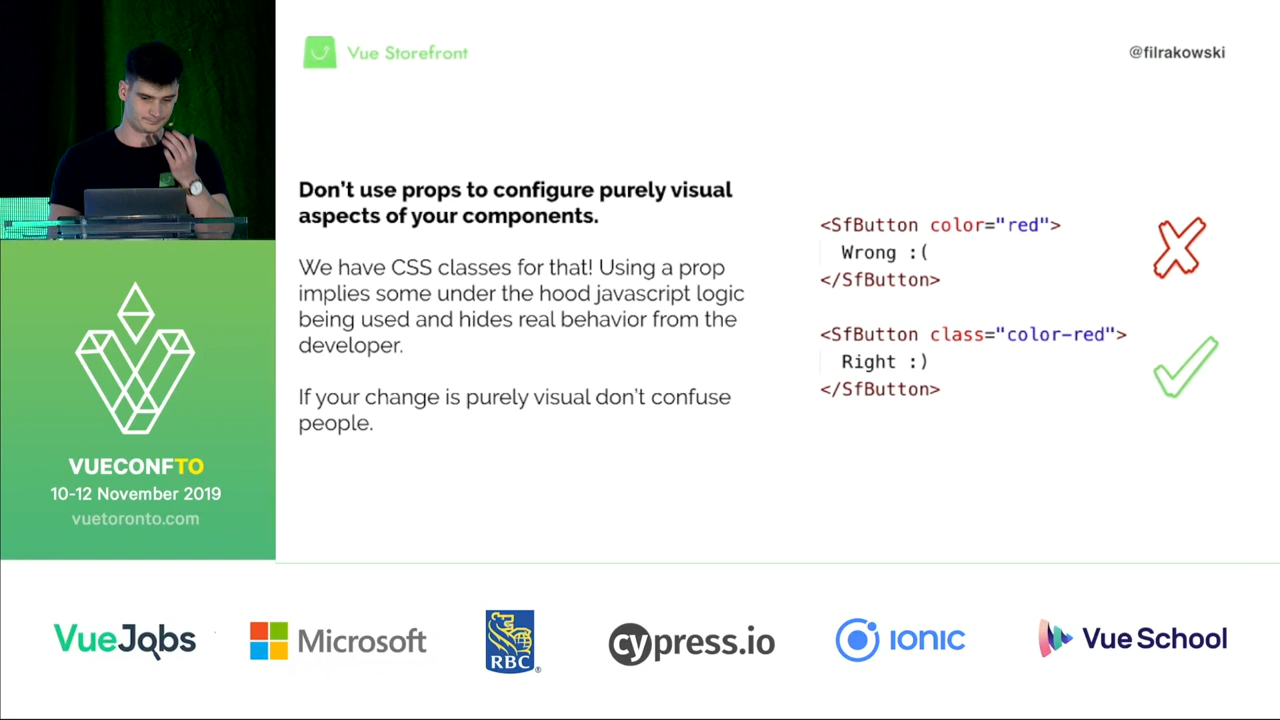 Vue Storefront
@filrakowski
Don't use props to configure purely visual
aspects of your components.
We have CSS classes for that! Using a prop
implies some under the hood javascript logic
being used and hides real behavior from the
developer.
If your change is purely visual don't confuse
people.
<SfButton color="red">
Wrong :(
</SfButton>
<SfButton class="color-red">
Right :)
</SfButton>
VUECONFTO
10-12 November 2019
vuetoronto.com
VueJobs
Microsoft
RBC
®
cypress.io
IONIC
Vue School